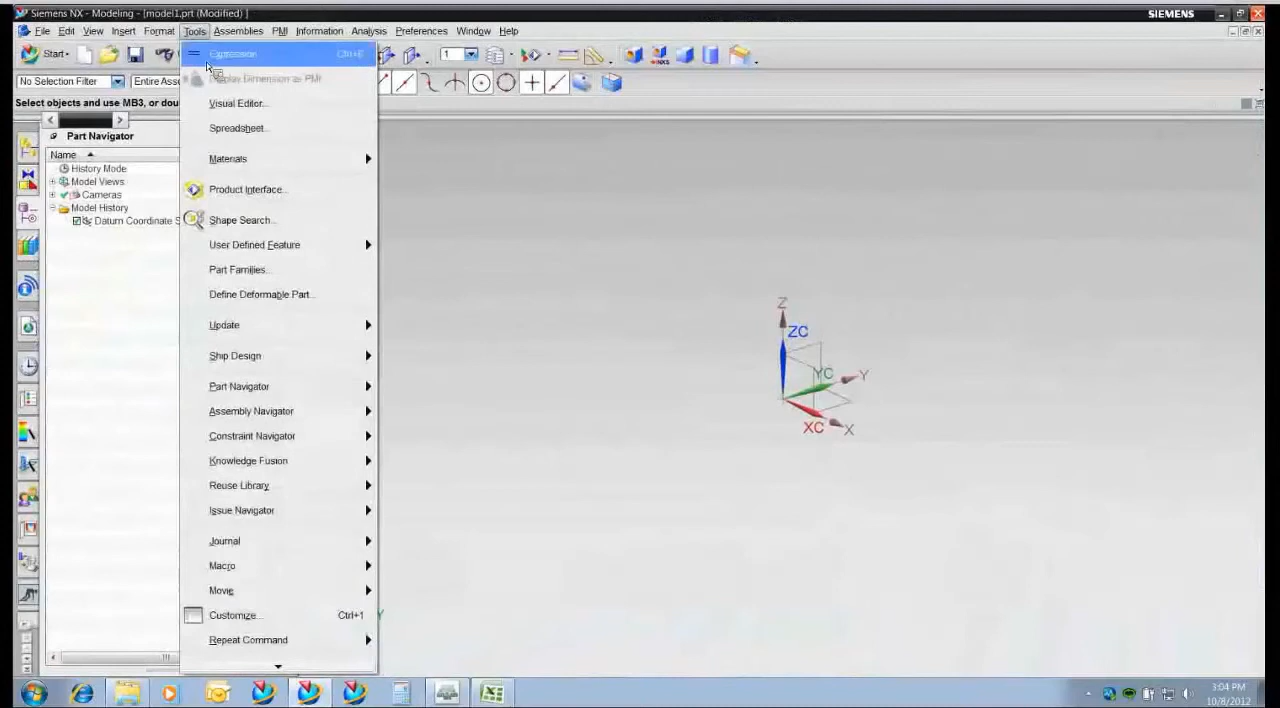 Siemens NX - Modeling - [model1.prt (Modified) ]
SIEMENS
File Edit View Insert Format Tools Assemblies PMI Information Analysis Preferences Window Help
Start
1
No Selection Filter
Entire Asse
Select objects and use MB3, or dou
Part Navigator
Name
History Mode
Model Views
Cameras
Model History
Datum Coordinate S
Expression... Ctrl+E
Display Dimension as PMI
Visual Editor...
Spreadsheet...
Materials
Product Interface...
Shape Search...
User Defined Feature
Part Families...
Define Deformable Part...
Update
Ship Design
Part Navigator
Assembly Navigator
Constraint Navigator
Knowledge Fusion
Reuse Library
Issue Navigator
Journal
Macro
Movie
Customize... Ctrl+1
Repeat Command
Z
ZC
YC
Y
XC
X
Y
3:04 PM
10/8/2012